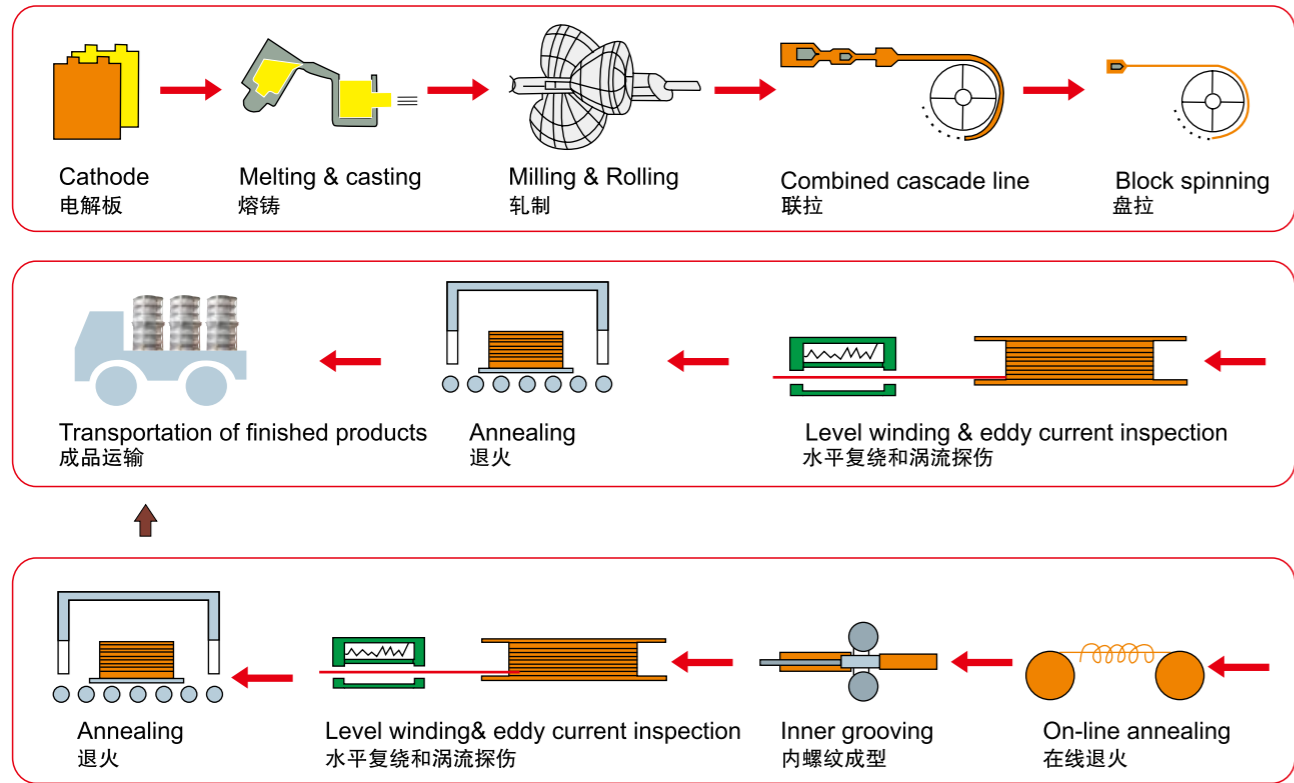 Cathode
电解板
Melting & casting
熔铸
Milling & Rolling
轧制
Combined cascade line
联拉
Block spinning
盘拉
Transportation of finished products
成品运输
Annealing
退火
Level winding & eddy current inspection
水平复绕和涡流探伤
Annealing
退火
Level winding& eddy current inspection
水平复绕和涡流探伤
Inner grooving
内螺纹成型
On-line annealing
在线退火